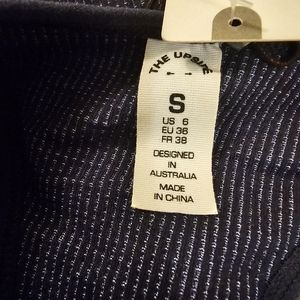 THE UPSIDE
S
US 6
EU 36
FR 38
DESIGNED
IN
AUSTRALIA
MADE
IN CHINA